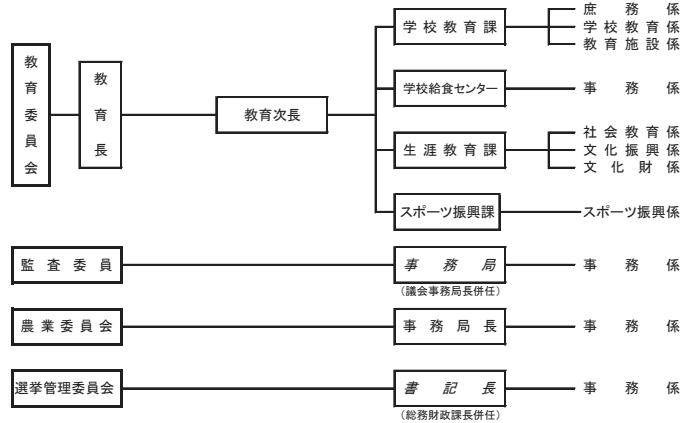 教育委員会
教育長
教育次長
学校教育課
庶務係
学校教育係
教育施設係
学校給食センター
事務係
生涯教育課
社会教育係
文化振興係
文化財係
スポーツ振興課
スポーツ振興係
監査委員
事務局
(議会事務局長併任)
事務係
農業委員会
事務局長
事務係
選挙管理委員会
書記長
(総務財政課長併任)
事務係